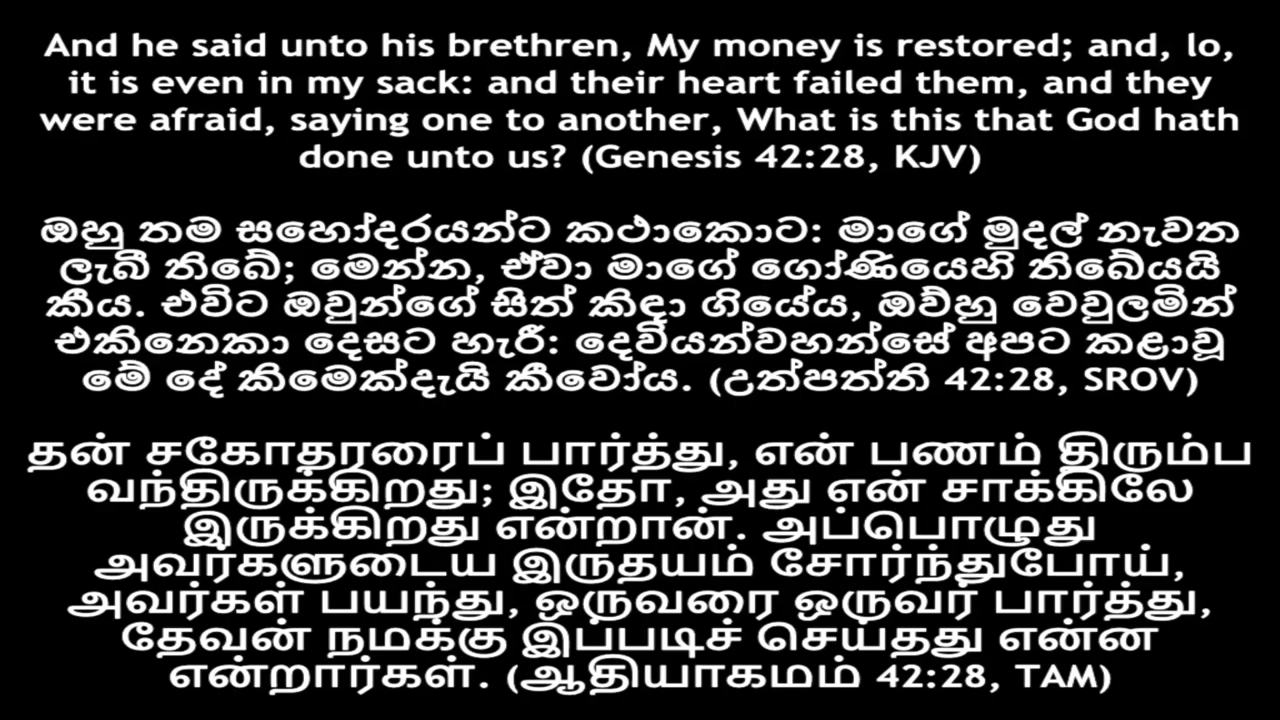 And he said unto his brethren, My money is restored; and, lo,
it is even in my sack: and their heart failed them, and they
were afraid, saying one to another, What is this that God hath
done unto us? (Genesis 42:28, KJV)
ඔහු තම සහෝදරයන්ට කථාකොට: මාගේ මුදල් නැවත
ලැබී තිබේ; මෙන්න, ඒවා මාගේ ගෝණියෙහි තිබේයයි
කීය. එවිට ඔවුන්ගේ සිත් කිඳා ගියේය, ඔව්හු වෙවුලමින්
එකිනෙකා දෙසට හැරී: දෙවියන්වහන්සේ අපට කළාවූ
මේ දේ කිමෙක්දැයි කීවෝය. (උත්පත්ති 42:28, SROV)
தன் சகோதரரைப் பார்த்து, என் பணம் திரும்ப
வந்திருக்கிறது; இதோ, அது என் சாக்கிலே
இருக்கிறது என்றான். அப்பொழுது
அவர்களுடைய இருதயம் சோர்ந்துபோய்,
அவர்கள் பயந்து, ஒருவரை ஒருவர் பார்த்து,
தேவன் நமக்கு இப்படிச் செய்தது என்ன
என்றார்கள். (ஆதியாகமம் 42:28, TAM)